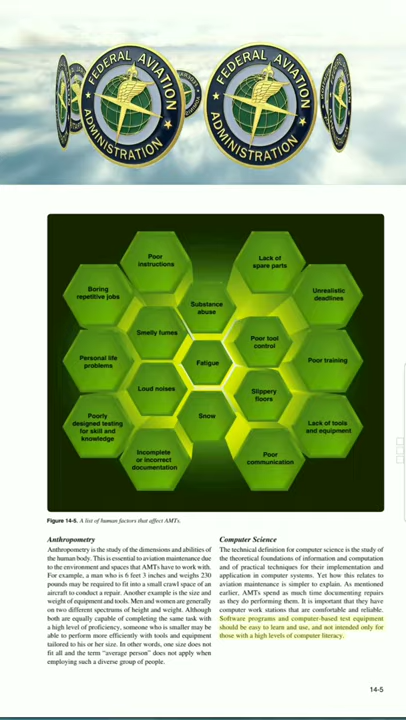 FEDERAL AVIATION
ADMINISTRATION
FEDERAL AVIATION
ADMINISTRATION
Poor
instructions
Lack of
spare parts
Boring
repetitive jobs
Substance
abuse
Unrealistic
deadlines
Smelly fumes
Poor tool
control
Personal life
problems
Fatigue
Poor training
Loud noises
Slippery
floors
Poorly
designed testing
for skill and
knowledge
Snow
Lack of tools
and equipment
Incomplete
or incorrect
documentation
Poor
communication
Figure 14-5. A list of human factors that affect AMTs.
Anthropometry
Anthropometry is the study of the dimensions and abilities of
the human body. This is essential to aviation maintenance due
to the environment and spaces that AMTs have to work with.
For example, a man who is 6 feet 3 inches and weighs 230
pounds may be required to fit into a small crawl space of an
aircraft to conduct a repair. Another example is the size and
weight of equipment and tools. Men and women are generally
on two different spectrums of height and weight. Although
both are equally capable of completing the same task with
a high level of proficiency, someone who is smaller may be
able to perform more efficiently with tools and equipment
tailored to his or her size. In other words, one size does not
fit all and the term “average person” does not apply when
employing such a diverse group of people.
Computer Science
The technical definition for computer science is the study of
the theoretical foundations of information and computation
and of practical techniques for their implementation and
application in computer systems. Yet how this relates to
aviation maintenance is simpler to explain. As mentioned
earlier, AMTs spend as much time documenting repairs
as they do performing them. It is important that they have
computer work stations that are comfortable and reliable.
Software programs and computer-based test equipment
should be easy to learn and use, and not intended only for
those with a high levels of computer literacy.
14-5